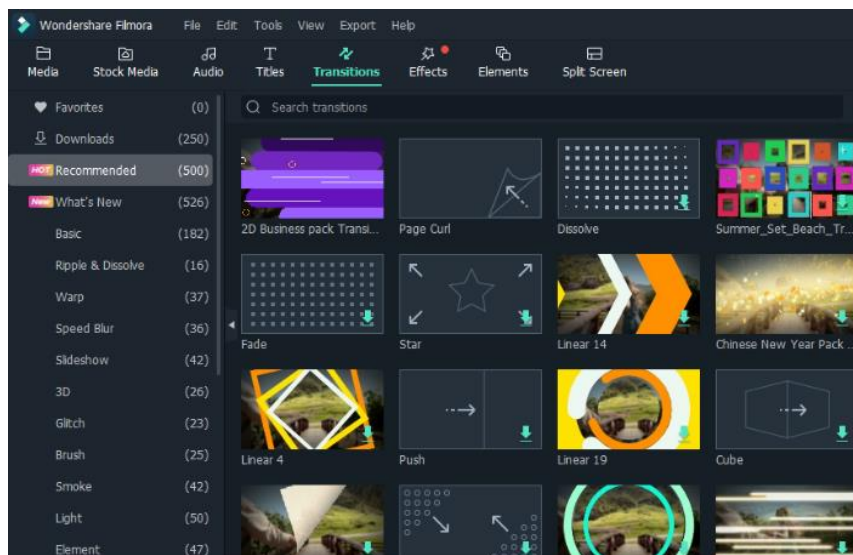 Wondershare Filmora File Edit Tools View Export Help
Media Stock Media Audio Titles Transitions Effects Elements Split Screen
Favorites (0)
Search transitions
Downloads (250)
HOT Recommended (500)
New What's New (526)
Basic (182)
Ripple & Dissolve (16)
Warp (37)
Speed Blur (36)
Slideshow (42)
3D (26)
Glitch (23)
Brush (25)
Smoke (42)
Light (50)
Element (47)
2D Business pack Transi... Page Curl Dissolve Summer_Set_Beach_Tr...
Fade Star Linear 14 Chinese New Year Pack ...
Linear 4 Push Linear 19 Cube